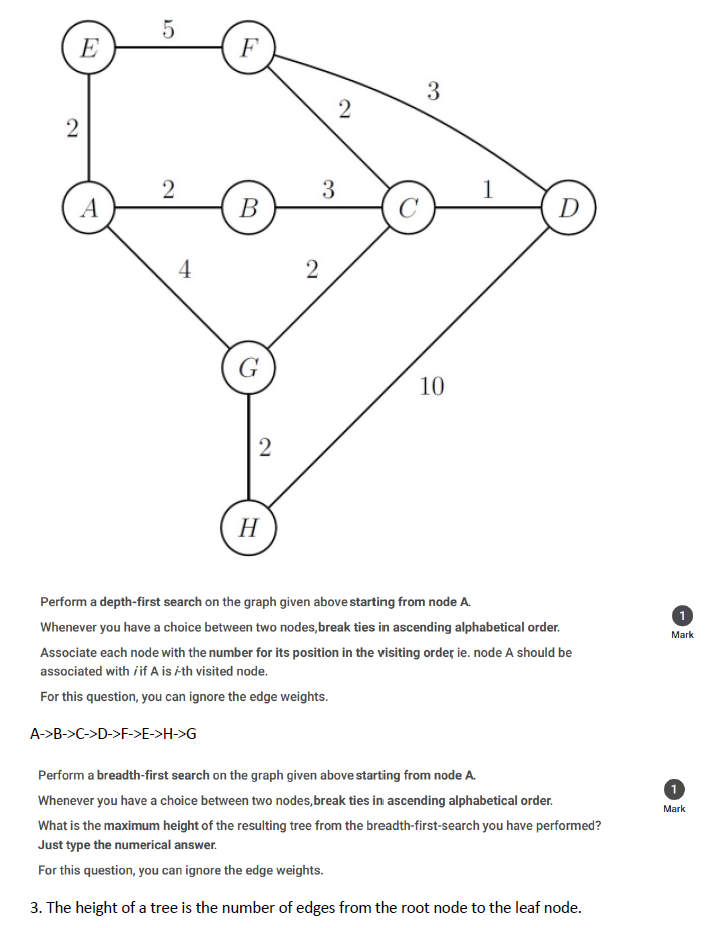 5
E
F
3
2
2
2
3
1
A
B
C
D
4
2
G
10
2
H
Perform a depth-first search on the graph given above starting from node A.
1
Whenever you have a choice between two nodes,break ties in ascending alphabetical order.
Mark
Associate each node with the number for its position in the visiting order, ie. node A should be
associated with i if A is i-th visited node.
For this question, you can ignore the edge weights.
A->B->C->D->F->E->H->G
Perform a breadth-first search on the graph given above starting from node A.
1
Whenever you have a choice between two nodes,break ties in ascending alphabetical order.
Mark
What is the maximum height of the resulting tree from the breadth-first-search you have performed?
Just type the numerical answer.
For this question, you can ignore the edge weights.
3. The height of a tree is the number of edges from the root node to the leaf node.